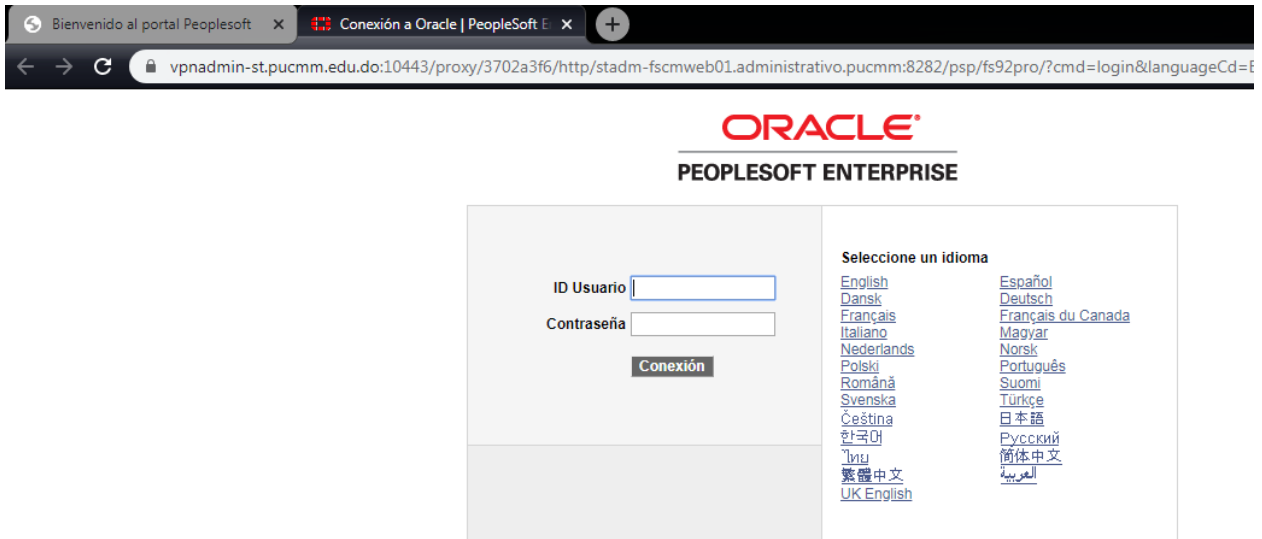 Bienvenido al portal Peoplesoft
Conexión a Oracle | PeopleSoft E
vpnadmin-st.pucmm.edu.do:10443/proxy/3702a3f6/http/stadm-fscmweb01.administrativo.pucmm:8282/psp/fs92pro/?cmd=login&languageCd=E
ORACLE®
PEOPLESOFT ENTERPRISE
ID Usuario
Contraseña
Conexión
Seleccione un idioma
English Español
Dansk Deutsch
Français Français du Canada
Italiano Magyar
Nederlands Norsk
Polski Português
Română Suomi
Svenska Türkçe
Čeština 日本語
한국어 Русский
ไทย 简体中文
繁體中文 العربية
UK English